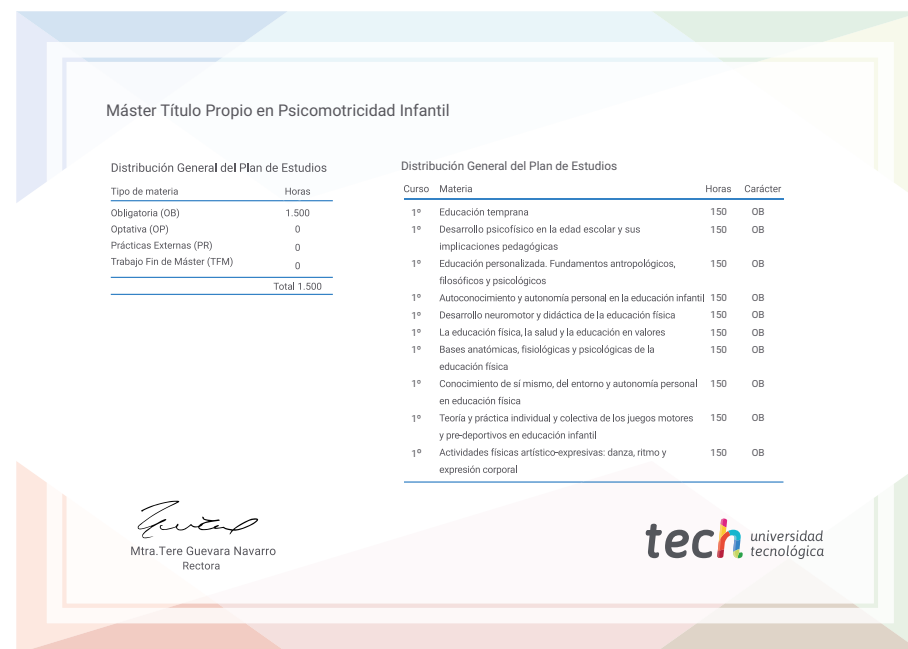 Máster Título Propio en Psicomotricidad Infantil
Distribución General del Plan de Estudios
Tipo de materia Horas
Obligatoria (OB) 1.500
Optativa (OP) 0
Prácticas Externas (PR) 0
Trabajo Fin de Máster (TFM) 0
Total 1.500
Distribución General del Plan de Estudios
Curso Materia Horas Carácter
1º Educación temprana 150 OB
1º Desarrollo psicofísico en la edad escolar y sus 150 OB
implicaciones pedagógicas
1º Educación personalizada. Fundamentos antropológicos, 150 OB
filosóficos y psicológicos
1º Autoconocimiento y autonomía personal en la educación infantil 150 OB
1º Desarrollo neuromotor y didáctica de la educación física 150 OB
1º La educación física, la salud y la educación en valores 150 OB
1º Bases anatómicas, fisiológicas y psicológicas de la 150 OB
educación física
1º Conocimiento de sí mismo, del entorno y autonomía personal 150 OB
en educación física
1º Teoría y práctica individual y colectiva de los juegos motores 150 OB
y pre-deportivos en educación infantil
1º Actividades físicas artístico-expresivas: danza, ritmo y 150 OB
expresión corporal
Mtra.Tere Guevara Navarro
Rectora
tech universidad
tecnológica